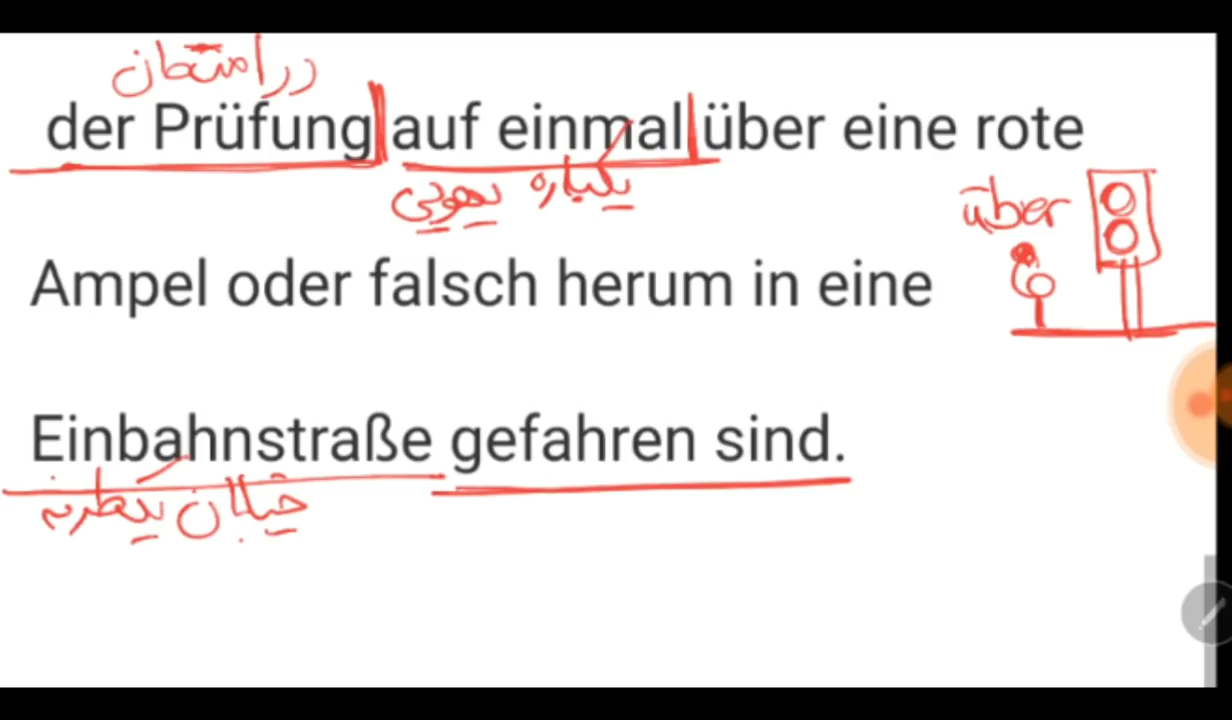 در امتحان
der Prüfung auf einmal über eine rote
یکباره یهویی
über
Ampel oder falsch herum in eine
Einbahnstraße gefahren sind.
خیابان یکطرفه